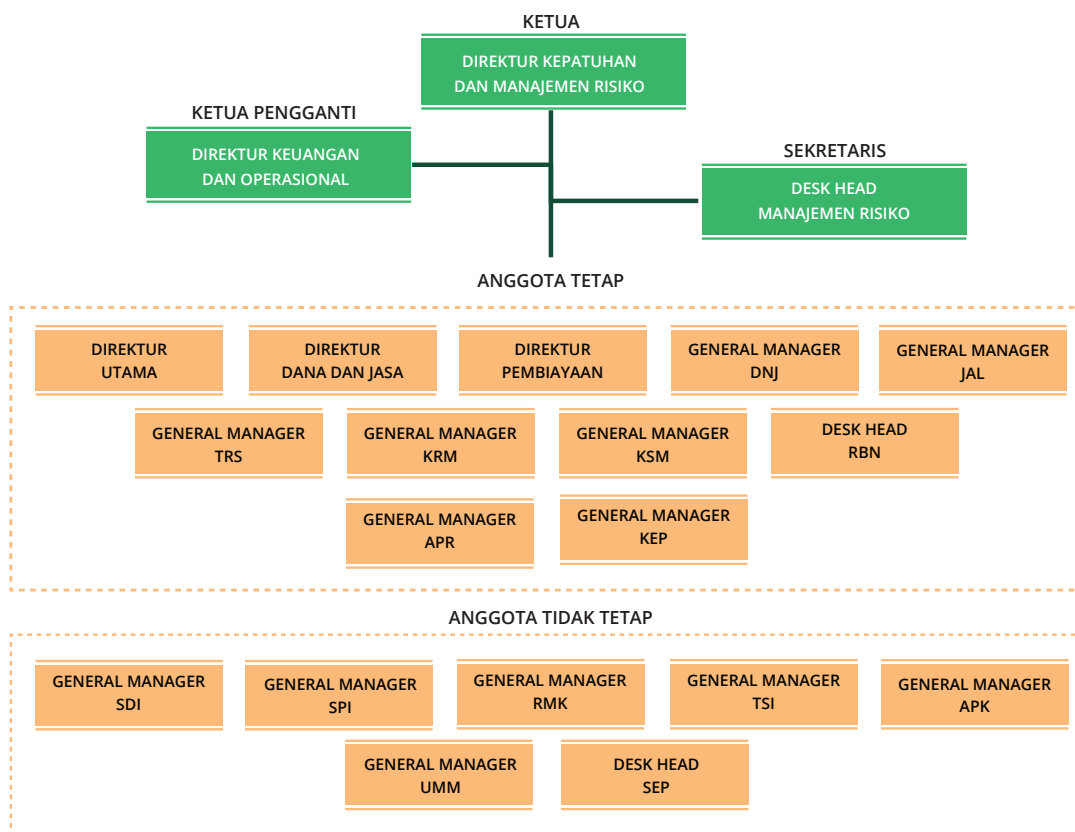 KETUA
DIREKTUR KEPATUHAN
DAN MANAJEMEN RISIKO
KETUA PENGGANTI
DIREKTUR KEUANGAN
DAN OPERASIONAL
SEKRETARIS
DESK HEAD
MANAJEMEN RISIKO
ANGGOTA TETAP
DIREKTUR
UTAMA
DIREKTUR
DANA DAN JASA
DIREKTUR
PEMBIAYAAN
GENERAL MANAGER
DNJ
GENERAL MANAGER
JAL
GENERAL MANAGER
TRS
GENERAL MANAGER
KRM
GENERAL MANAGER
KSM
DESK HEAD
RBN
GENERAL MANAGER
APR
GENERAL MANAGER
KEP
ANGGOTA TIDAK TETAP
GENERAL MANAGER
SDI
GENERAL MANAGER
SPI
GENERAL MANAGER
RMK
GENERAL MANAGER
TSI
GENERAL MANAGER
APK
GENERAL MANAGER
UMM
DESK HEAD
SEP